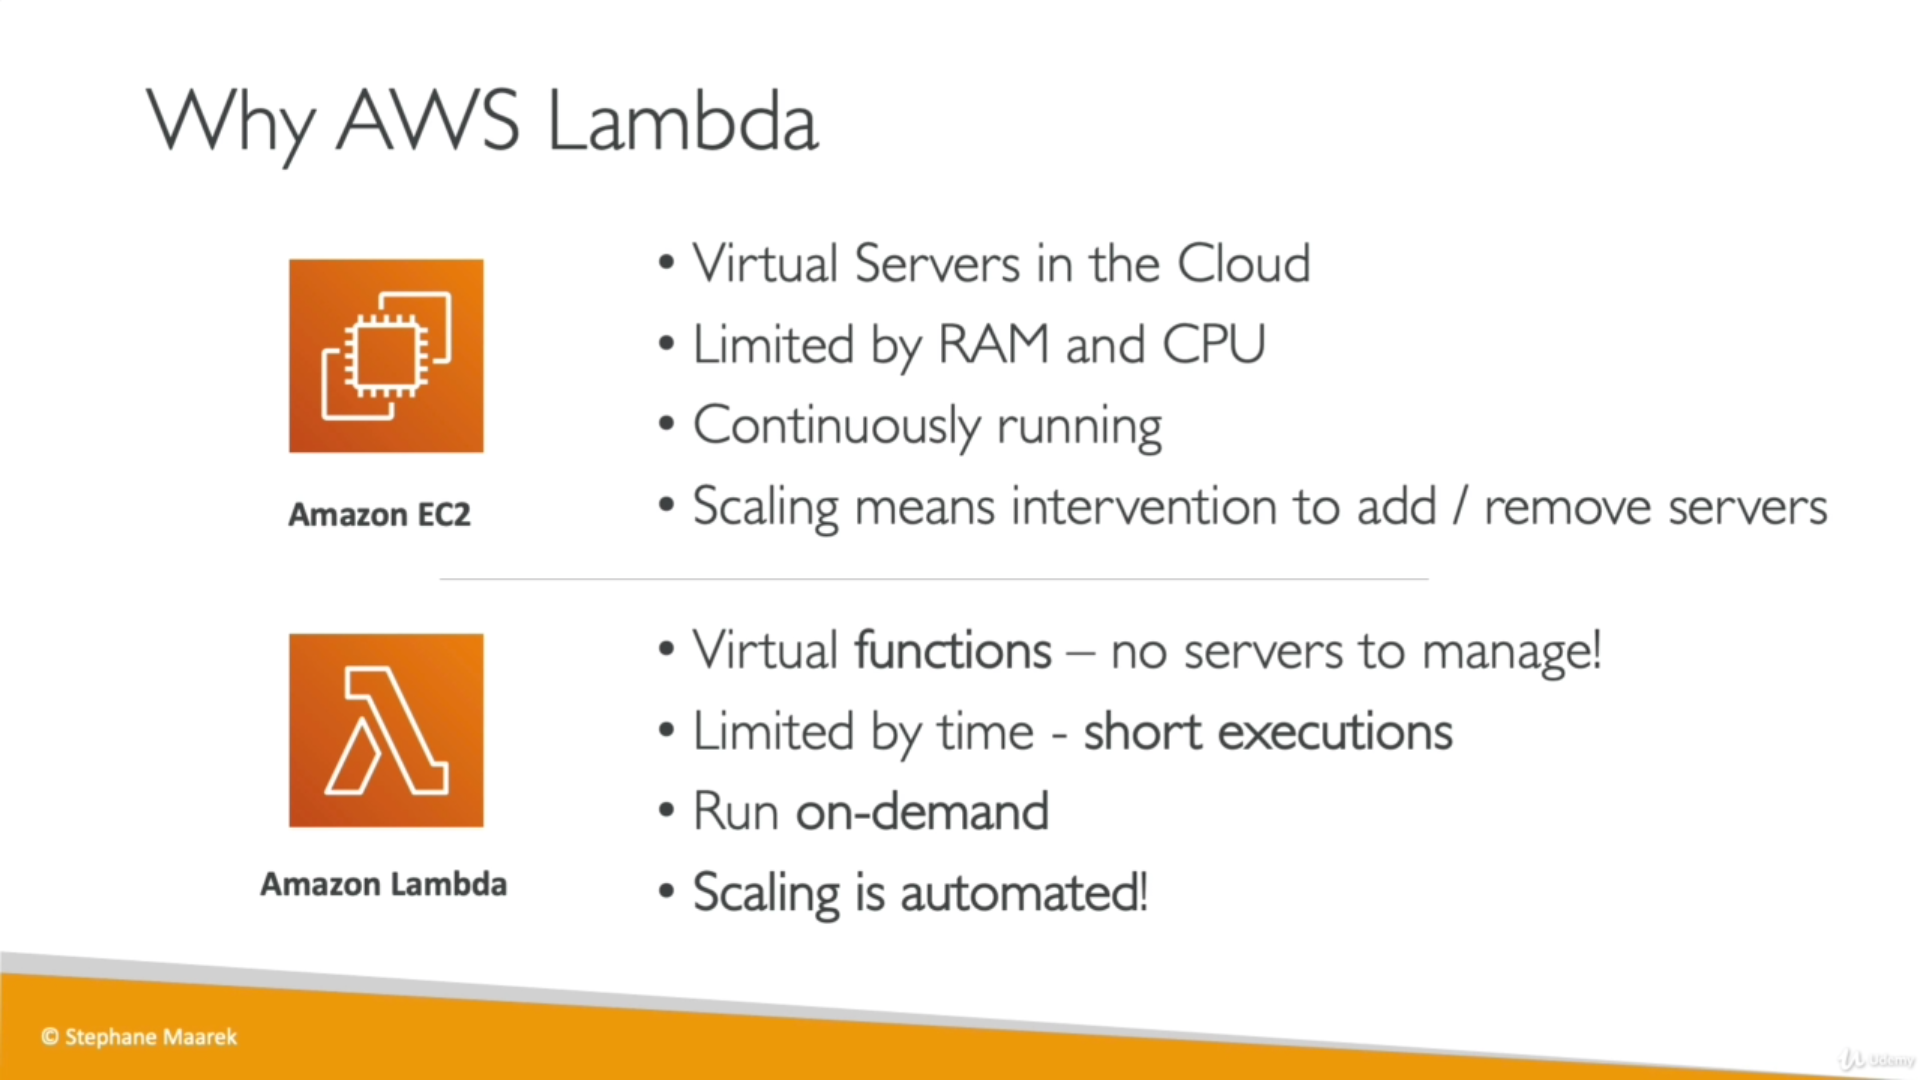 Why AWS Lambda
• Virtual Servers in the Cloud
• Limited by RAM and CPU
• Continuously running
• Scaling means intervention to add / remove servers
Amazon EC2
• Virtual functions – no servers to manage!
• Limited by time - short executions
• Run on-demand
• Scaling is automated!
Amazon Lambda
© Stephane Maarek
Udemy